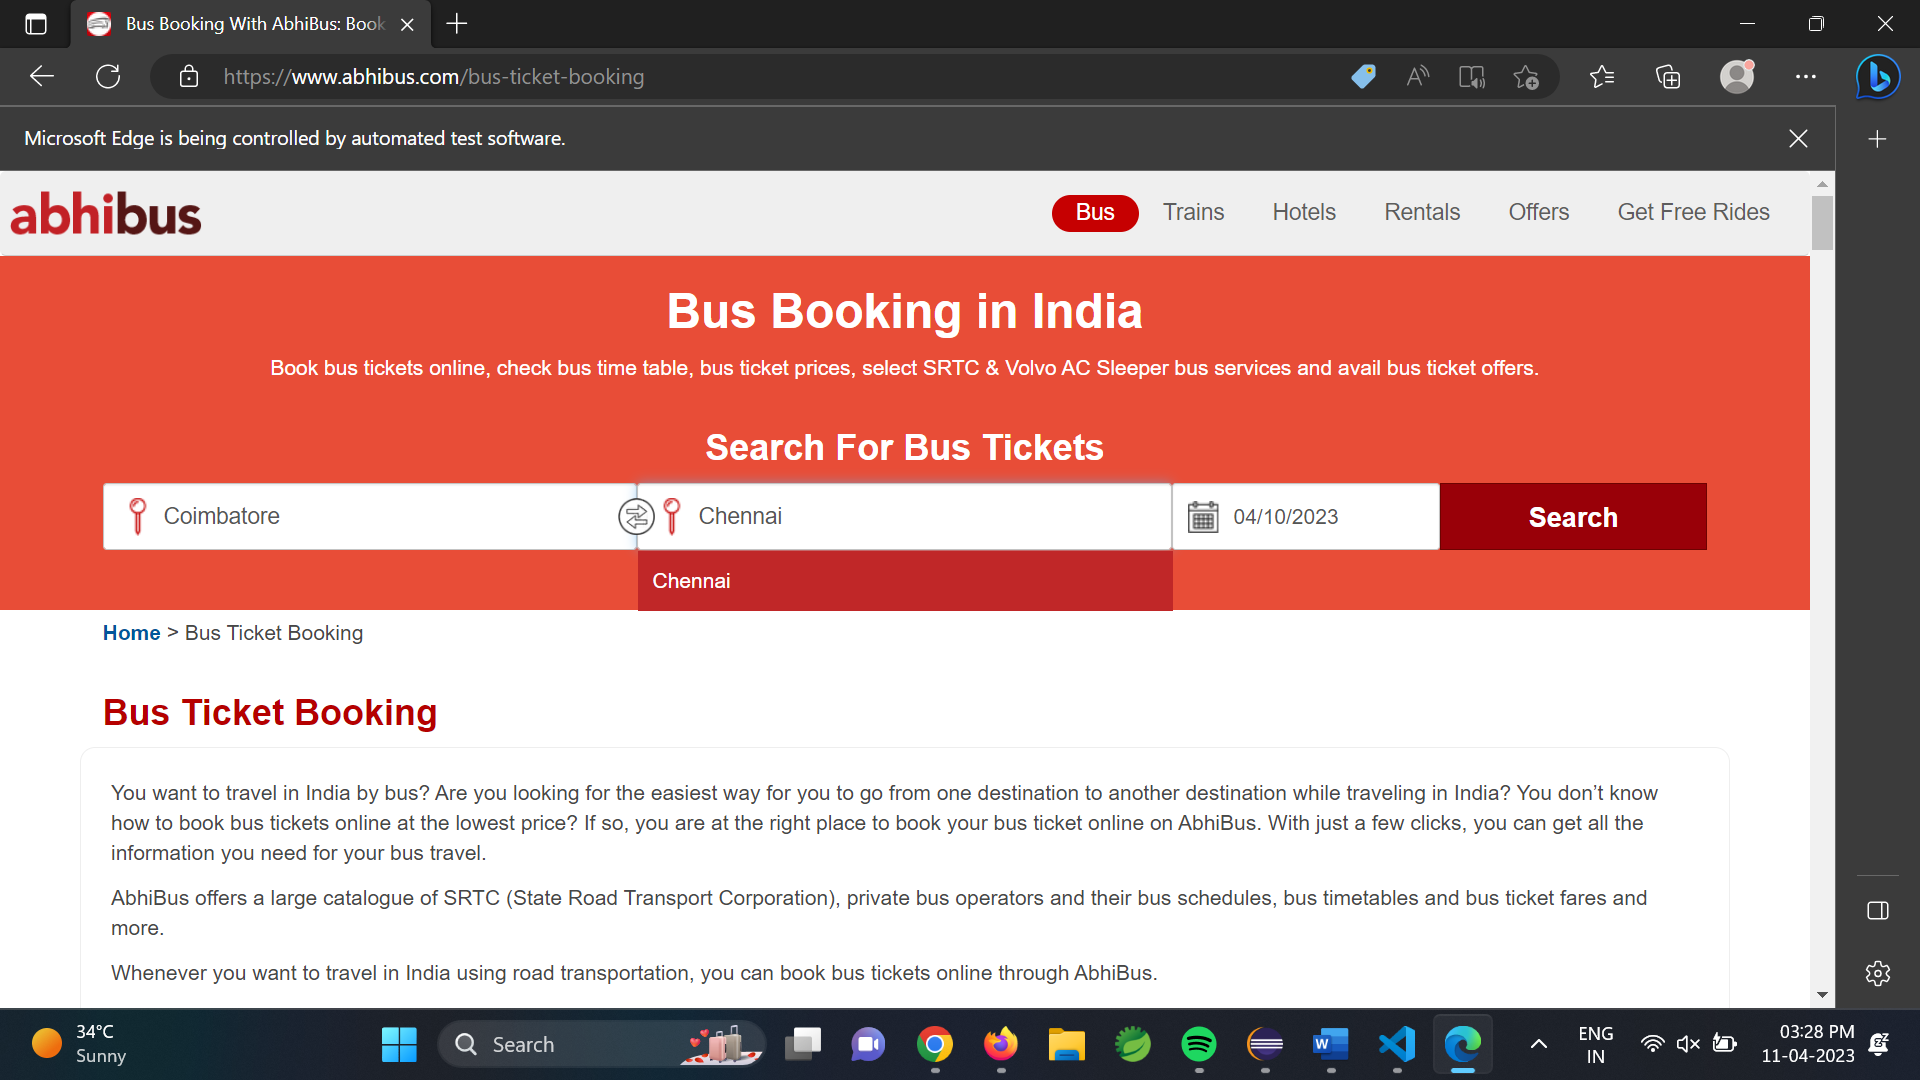 Bus Booking With AbhiBus: Book
https://www.abhibus.com/bus-ticket-booking
Microsoft Edge is being controlled by automated test software.
abhibus
Bus Trains Hotels Rentals Offers Get Free Rides
Bus Booking in India
Book bus tickets online, check bus time table, bus ticket prices, select SRTC & Volvo AC Sleeper bus services and avail bus ticket offers.
Search For Bus Tickets
Coimbatore Chennai 04/10/2023 Search
Chennai
Home > Bus Ticket Booking
Bus Ticket Booking
You want to travel in India by bus? Are you looking for the easiest way for you to go from one destination to another destination while traveling in India? You don’t know
how to book bus tickets online at the lowest price? If so, you are at the right place to book your bus ticket online on AbhiBus. With just a few clicks, you can get all the
information you need for your bus travel.
AbhiBus offers a large catalogue of SRTC (State Road Transport Corporation), private bus operators and their bus schedules, bus timetables and bus ticket fares and
more.
Whenever you want to travel in India using road transportation, you can book bus tickets online through AbhiBus.
34°C
Sunny
Search
ENG
IN
03:28 PM
11-04-2023